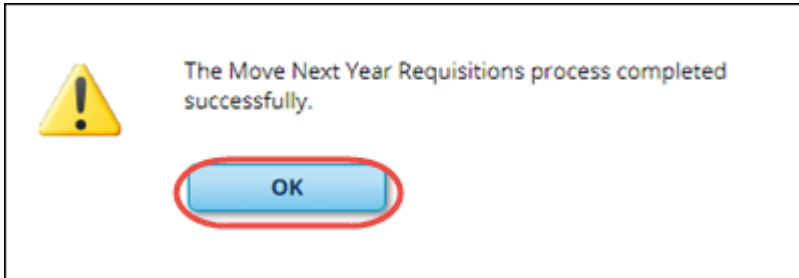 The Move Next Year Requisitions process completed
successfully.
OK